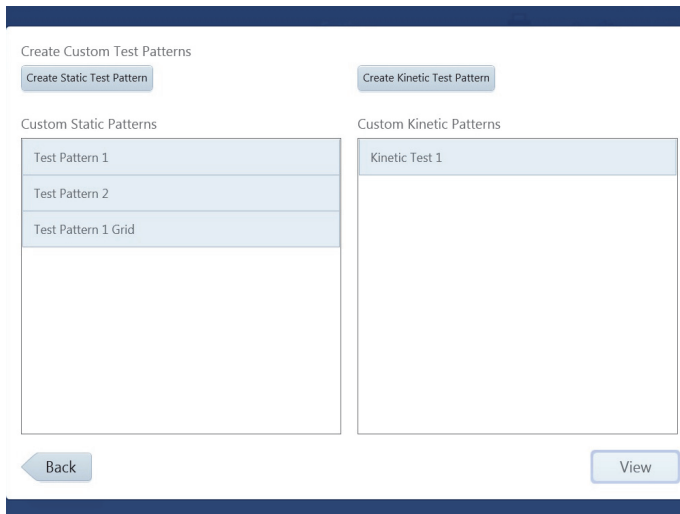 Create Custom Test Patterns
Create Static Test Pattern
Create Kinetic Test Pattern
Custom Static Patterns
Custom Kinetic Patterns
Test Pattern 1
Test Pattern 2
Test Pattern 1 Grid
Kinetic Test 1
Back
View